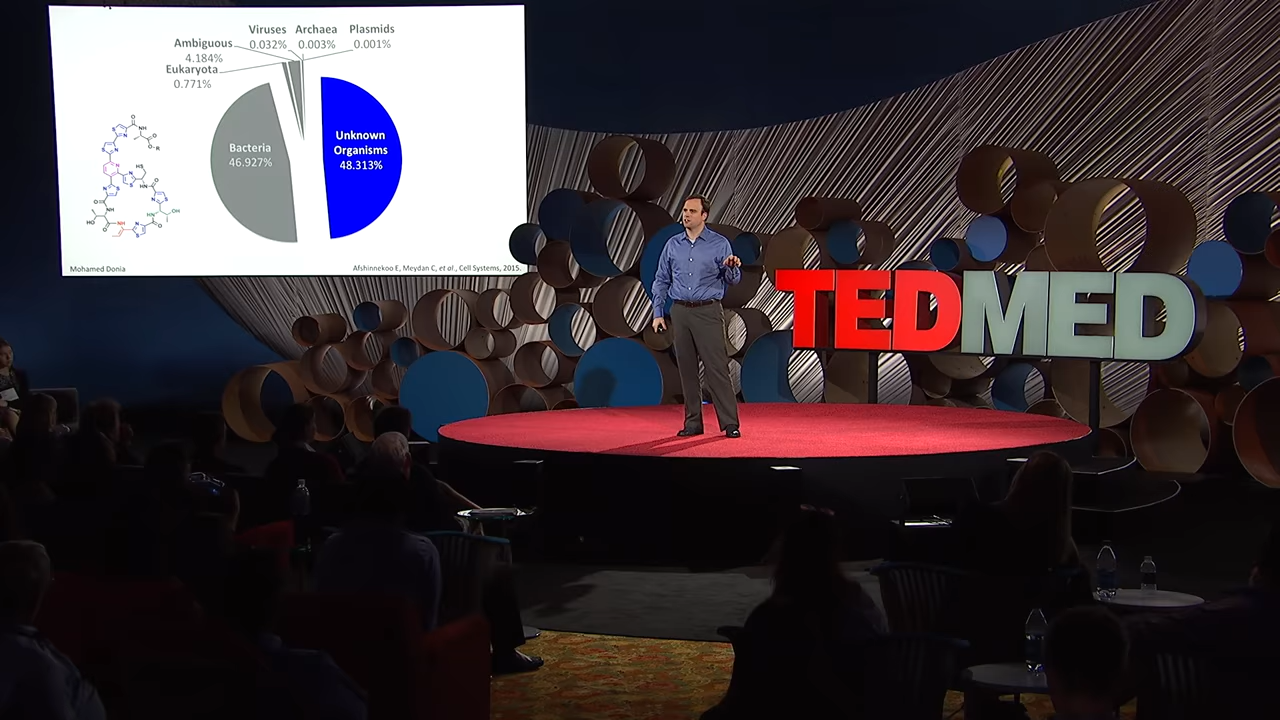 Viruses
0.032%
Archaea
0.003%
Plasmids
0.001%
Ambiguous
4.184%
Eukaryota
0.771%
Bacteria
46.927%
Unknown
Organisms
48.313%
Mohamed Donia
Afshinnekoo E, Meydan C, et al., Cell Systems, 2015.
TEDMED